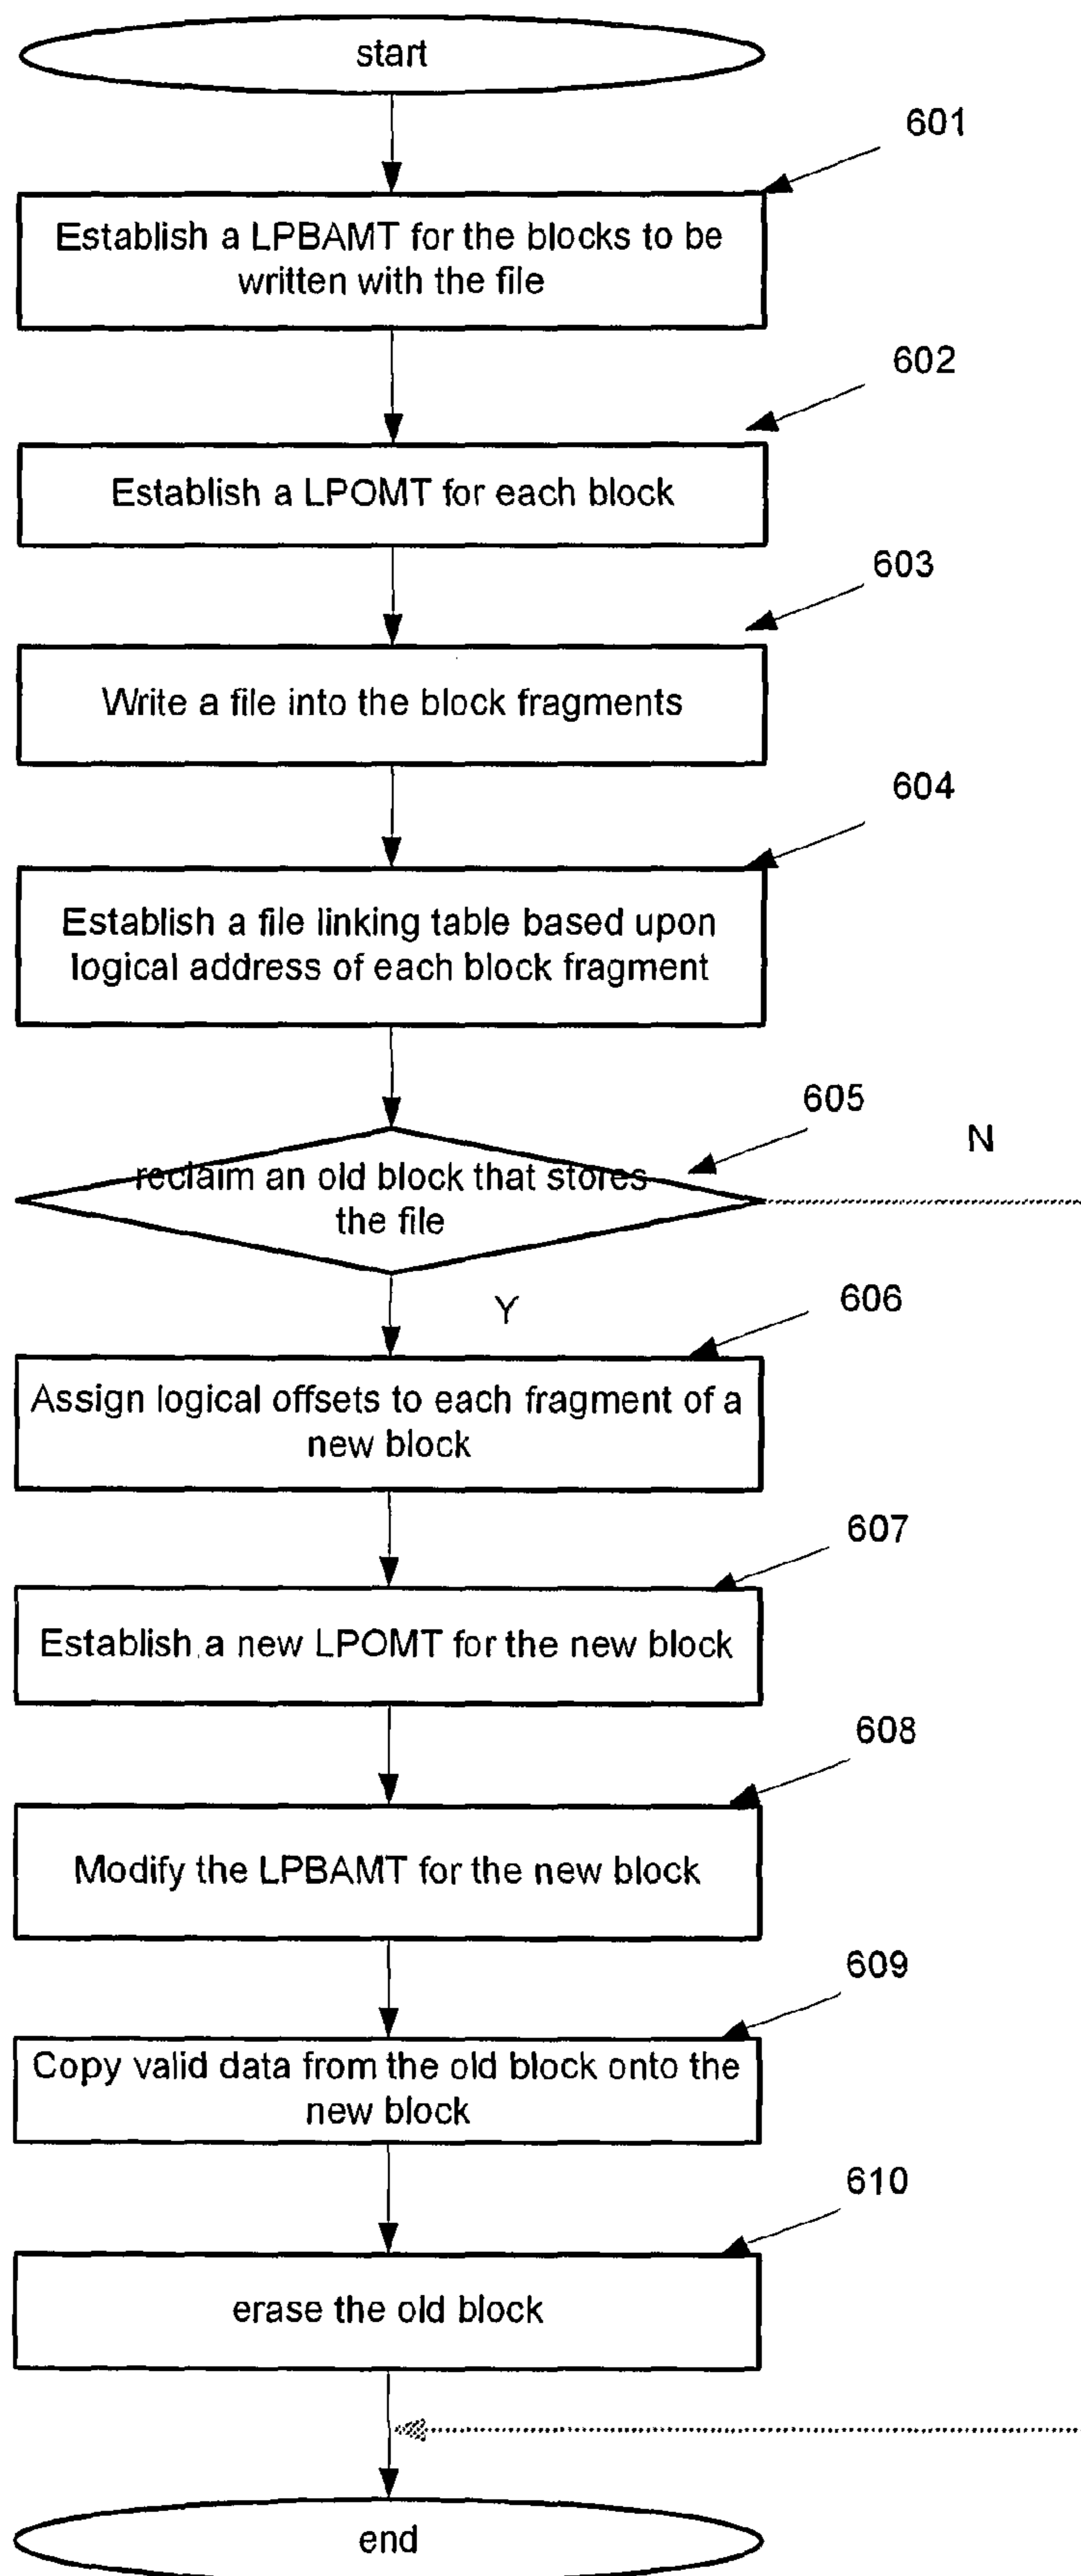 start
601
Establish a LPBAMT for the blocks to be
written with the file
602
Establish a LPOMT for each block
603
Write a file into the block fragments
604
Establish a file linking table based upon
logical address of each block fragment
605
N
reclaim an old block that stores
the file
Y
606
Assign logical offsets to each fragment of a
new block
607
Establish a new LPOMT for the new block
608
Modify the LPBAMT for the new block
609
Copy valid data from the old block onto the
new block
610
erase the old block
end